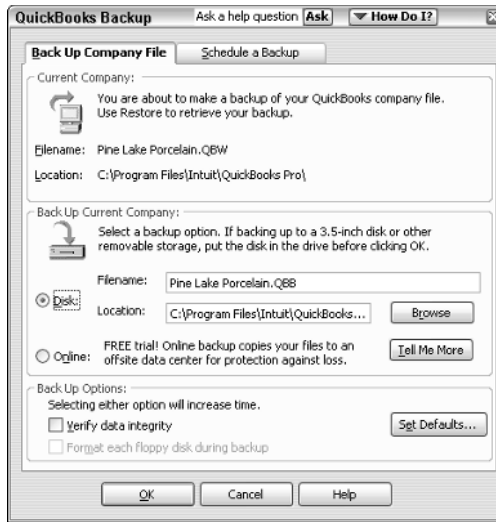 QuickBooks Backup
Ask a help question Ask
How Do I?
Back Up Company File
Schedule a Backup
Current Company:
You are about to make a backup of your QuickBooks company file.
Use Restore to retrieve your backup.
Filename: Pine Lake Porcelain.QBW
Location: C:\Program Files\Intuit\QuickBooks Pro\
Back Up Current Company:
Select a backup option. If backing up to a 3.5-inch disk or other
removable storage, put the disk in the drive before clicking OK.
Disk:
Filename: Pine Lake Porcelain.QBB
Location: C:\Program Files\Intuit\QuickBooks... Browse
Online:
FREE trial! Online backup copies your files to an
offsite data center for protection against loss.
Tell Me More
Back Up Options:
Selecting either option will increase time.
Verify data integrity
Set Defaults...
Format each floppy disk during backup
OK Cancel Help